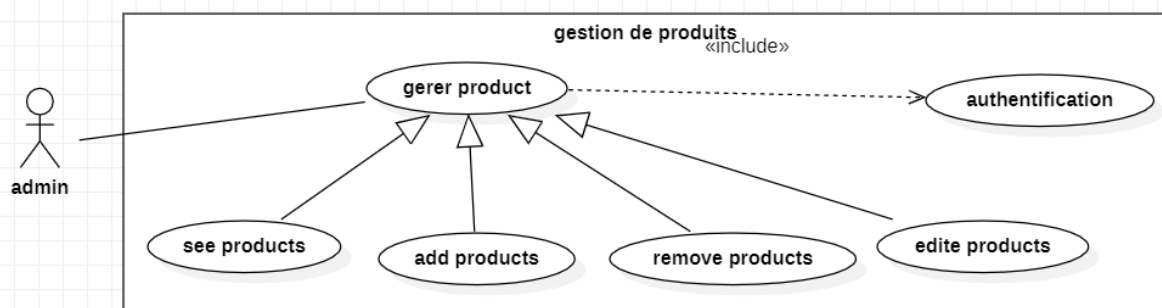 gestion de produits
«include»
gerer product
authentification
admin
see products
add products
remove products
edite products